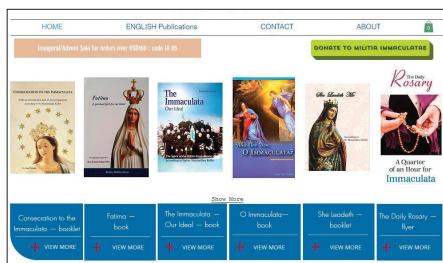 HOME ENGLISH Publications CONTACT ABOUT
Inaugural/Advent Sale for orders over USD100 : code IA 05
DONATE TO MILITIA IMMACULATAE
CONSECRATION TO THE
IMMACULATA
Fatima
The
Immaculata
Our Ideal
O IMMACULATA?
She Leadeth Me
The Daily
Rosary
A Quarter
of an Hour for
Immaculata
Show More
Consecration to the
Immaculata — booklet
+ VIEW MORE
Fatima —
book
+ VIEW MORE
The Immaculata —
Our Ideal — book
+ VIEW MORE
O Immaculata—
book
+ VIEW MORE
She Leadeth —
booklet
+ VIEW MORE
The Daily Rosary —
flyer
+ VIEW MORE